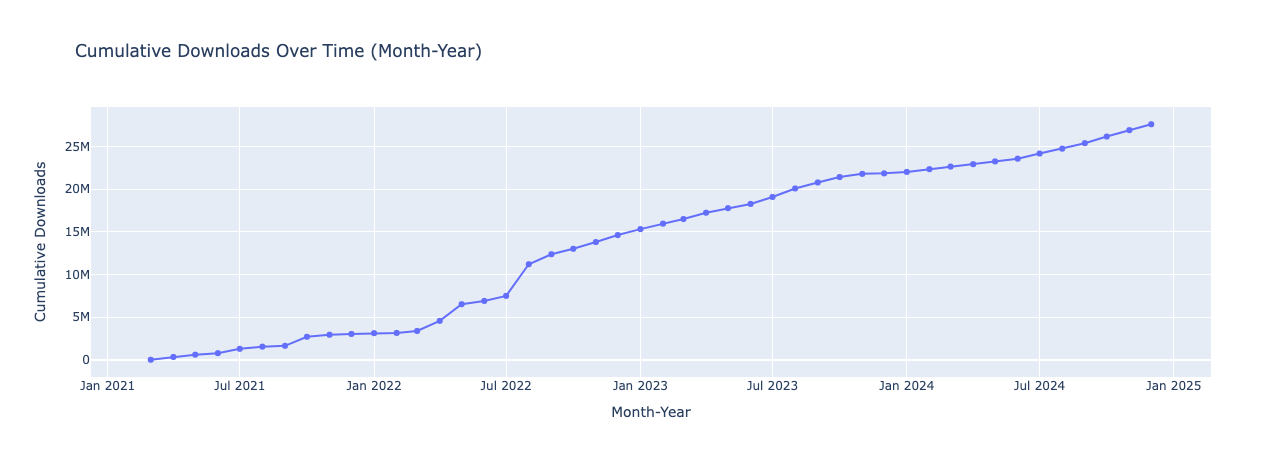 Cumulative Downloads Over Time (Month-Year)
Cumulative Downloads
25M
20M
15M
10M
5M
0
Jan 2021 Jul 2021 Jan 2022 Jul 2022 Jan 2023 Jul 2023 Jan 2024 Jul 2024 Jan 2025
Month-Year